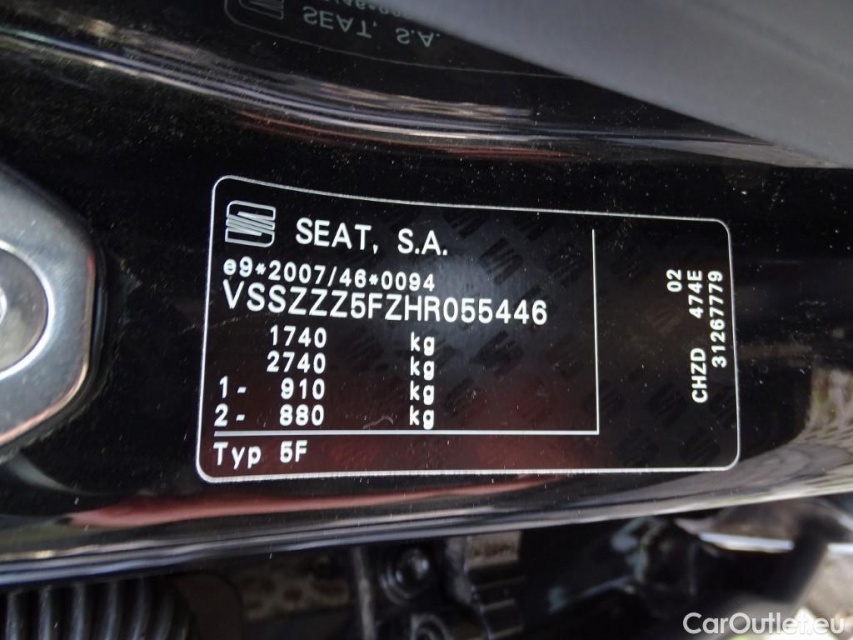 SEAT, S.A.
SEAT, S.A.
e9*2007/46*0094
VSSZZZ5FZHR055446
1740 kg
2740 kg
1- 910 kg
2- 880 kg
Typ 5F
02
CHZD 474E
31267779
CarOutlet.eu